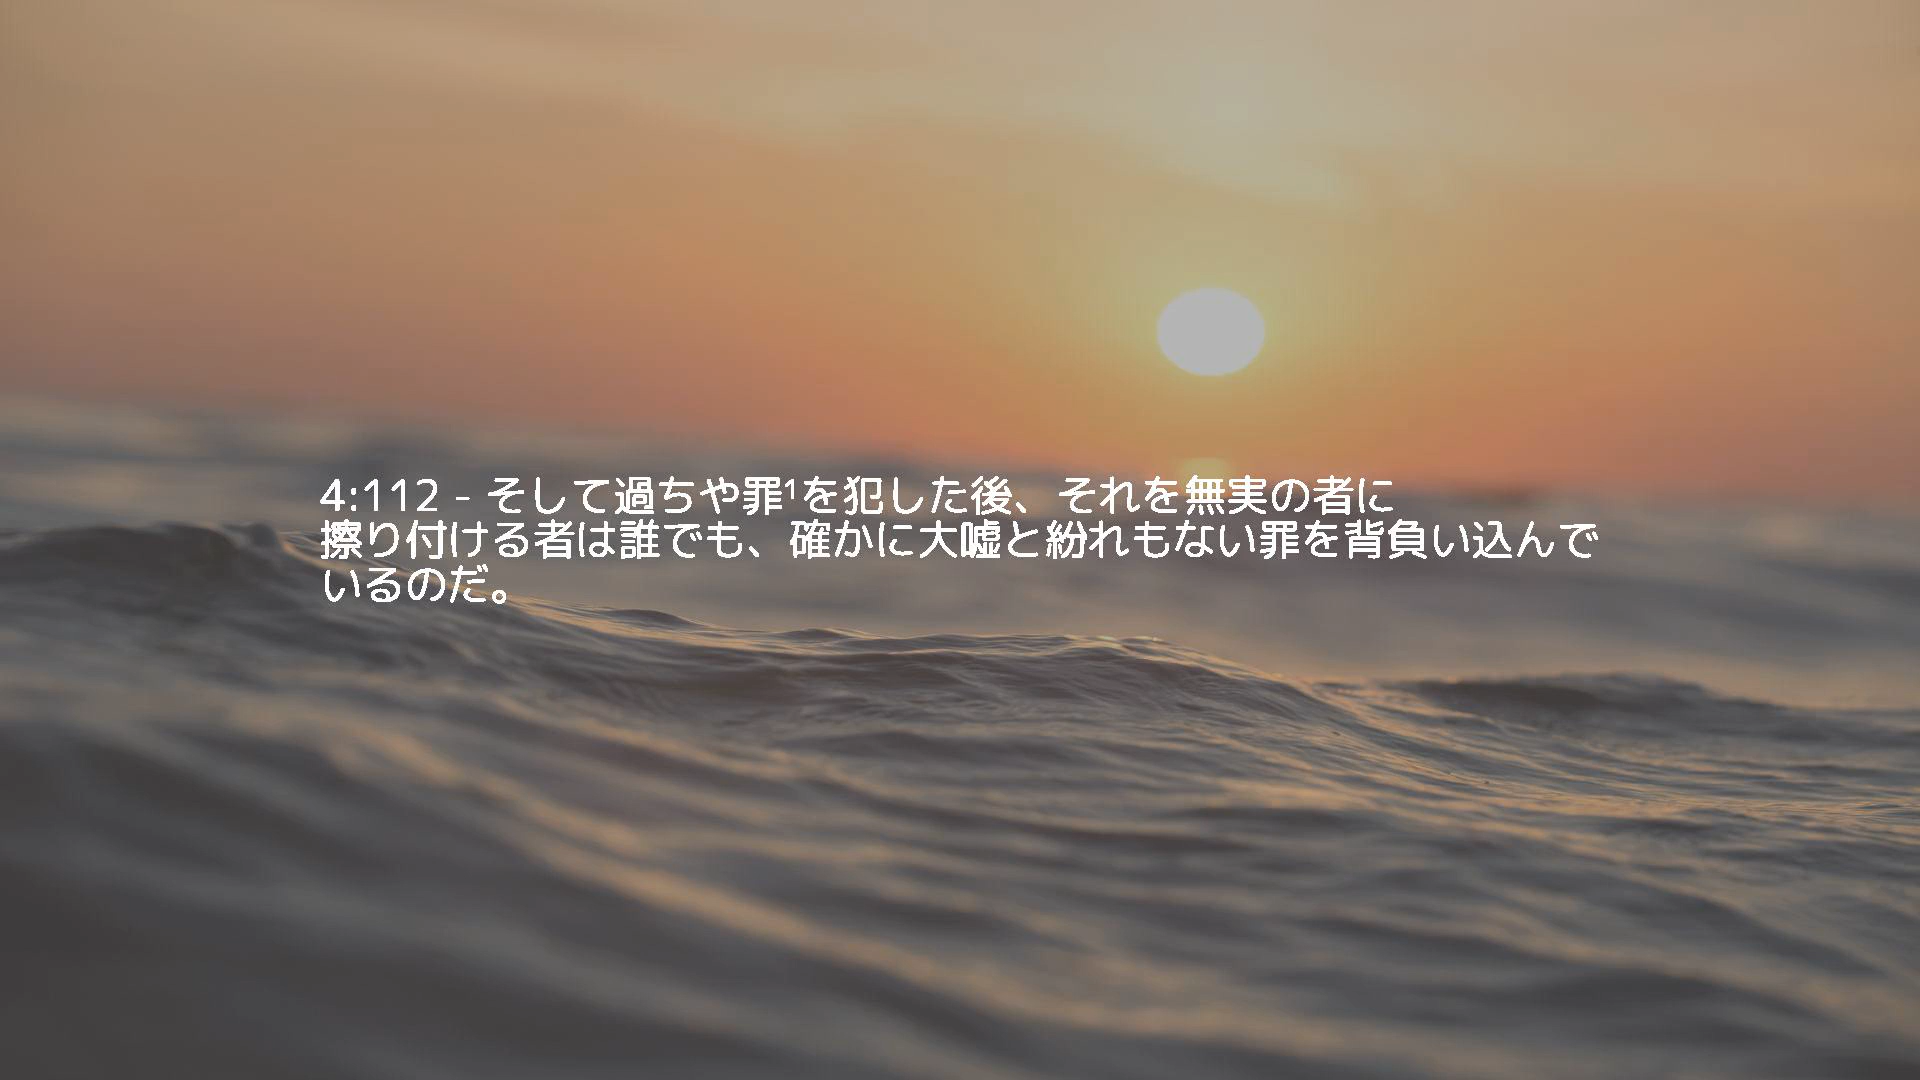 4:112 - そして過ちや罪¹を犯した後、それを無実の者に
擦り付ける者は誰でも、確かに大嘘と紛れもない罪を背負い込んで
いるのだ。